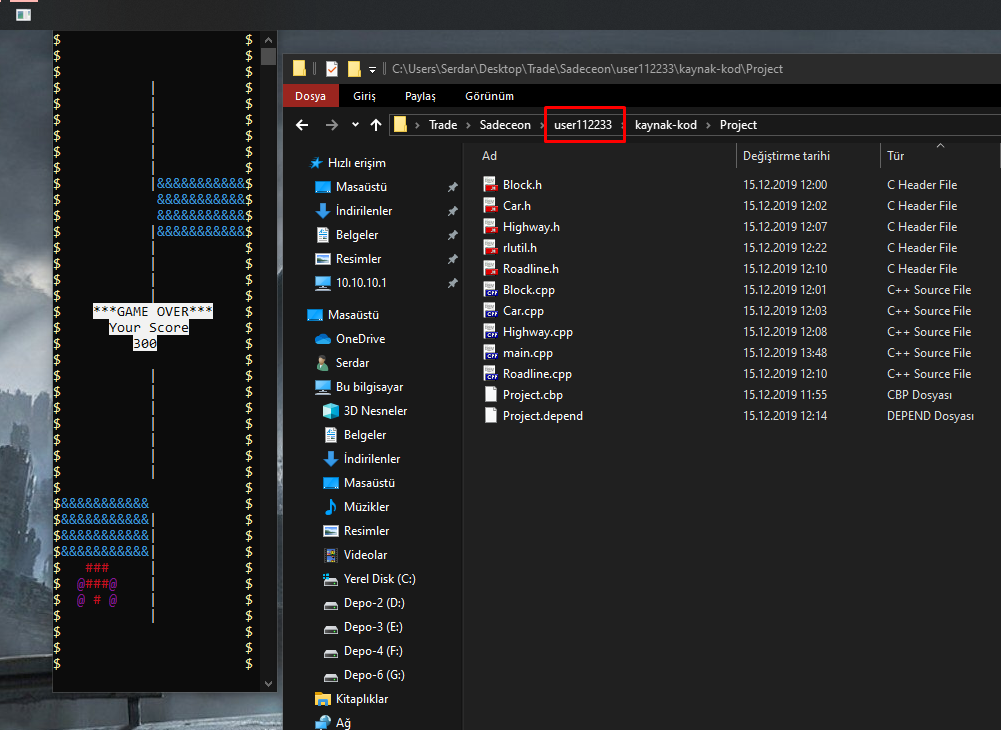 $ $
$ $
$ $
$ | $
$ | $
$ | $
$ | $
$ | $
$ | $
$ |&&&&&&&&&&&$
$ &&&&&&&&&&&$
$ &&&&&&&&&&&$
$ |&&&&&&&&&&&$
$ | $
$ | $
$ | $
$ | $
$ ***GAME OVER*** $
$ Your Score $
$ 300 $
$ $
$ | $
$ | $
$ | $
$ | $
$ | $
$ | $
$ | $
$ $
$&&&&&&&&&&& $
$&&&&&&&&&&&| $
$&&&&&&&&&&&| $
$&&&&&&&&&&&| $
$ ### | $
$ @###@ | $
$ @ # @ | $
$ | $
$ $
$ $
$ $
C:\Users\Serdar\Desktop\Trade\Sadeceon\user112233\kaynak-kod\Project
Dosya Giriş Paylaş Görünüm
Trade › Sadeceon › user112233 › kaynak-kod › Project
Hızlı erişim
Masaüstü
İndirilenler
Belgeler
Resimler
10.10.10.1
Masaüstü
OneDrive
Serdar
Bu bilgisayar
3D Nesneler
Belgeler
İndirilenler
Masaüstü
Müzikler
Resimler
Videolar
Yerel Disk (C:)
Depo-2 (D:)
Depo-3 (E:)
Depo-4 (F:)
Depo-6 (G:)
Kitaplıklar
Ağ
Ad Değiştirme tarihi Tür
Block.h 15.12.2019 12:00 C Header File
Car.h 15.12.2019 12:02 C Header File
Highway.h 15.12.2019 12:07 C Header File
rlutil.h 15.12.2019 12:22 C Header File
Roadline.h 15.12.2019 12:10 C Header File
Block.cpp 15.12.2019 12:01 C++ Source File
Car.cpp 15.12.2019 12:03 C++ Source File
Highway.cpp 15.12.2019 12:08 C++ Source File
main.cpp 15.12.2019 13:48 C++ Source File
Roadline.cpp 15.12.2019 12:10 C++ Source File
Project.cbp 15.12.2019 11:55 CBP Dosyası
Project.depend 15.12.2019 12:14 DEPEND Dosyası